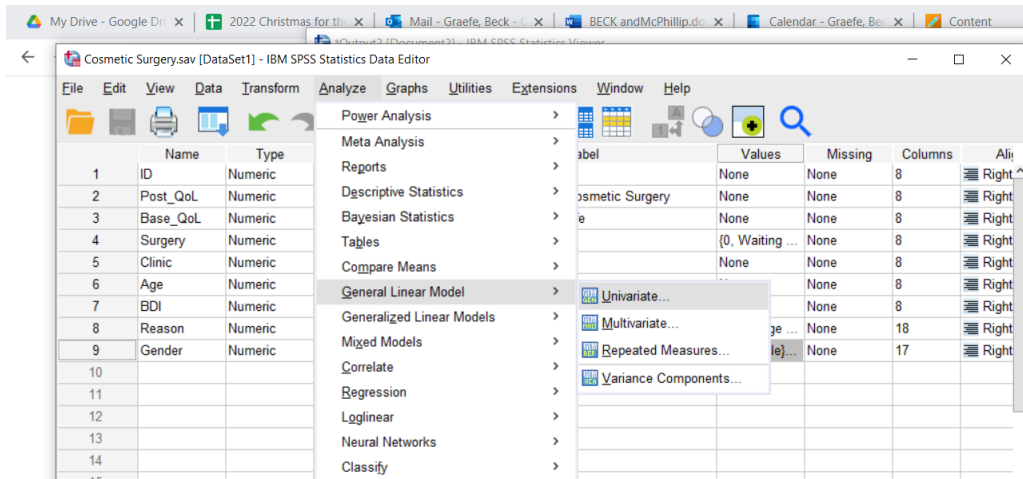 My Drive - Google Dri × 2022 Christmas for th × Mail - Graefe, Beck - × BECK andMcPhillip.do × Calendar - Graefe, Bec × Content
*Output2 [Document2] - IBM SPSS Statistics Viewer
Cosmetic Surgery.sav [DataSet1] - IBM SPSS Statistics Data Editor
File Edit View Data Transform Analyze Graphs Utilities Extensions Window Help
Power Analysis
Meta Analysis
Reports
Descriptive Statistics
Bayesian Statistics
Tables
Compare Means
General Linear Model
Generalized Linear Models
Mixed Models
Correlate
Regression
Loglinear
Neural Networks
Classify
Univariate...
Multivariate...
Repeated Measures...
Variance Components...
Name Type abel Values Missing Columns Ali
1 ID Numeric None None 8 Right
2 Post_QoL Numeric osmetic Surgery None None 8 Right
3 Base_QoL Numeric fe None None 8 Right
4 Surgery Numeric {0, Waiting ... None 8 Right
5 Clinic Numeric None None 8 Right
6 Age Numeric None 8 Right
7 BDI Numeric None 8 Right
8 Reason Numeric ge ... None 18 Right
9 Gender Numeric le}... None 17 Right
10
11
12
13
14